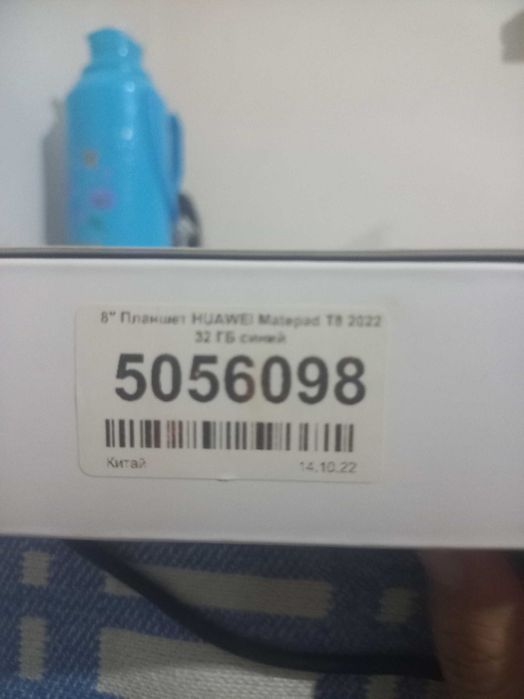 8" Планшет HUAWEI Matepad T8 2022
32 ГБ синий
5056098
Китай 14.10.22